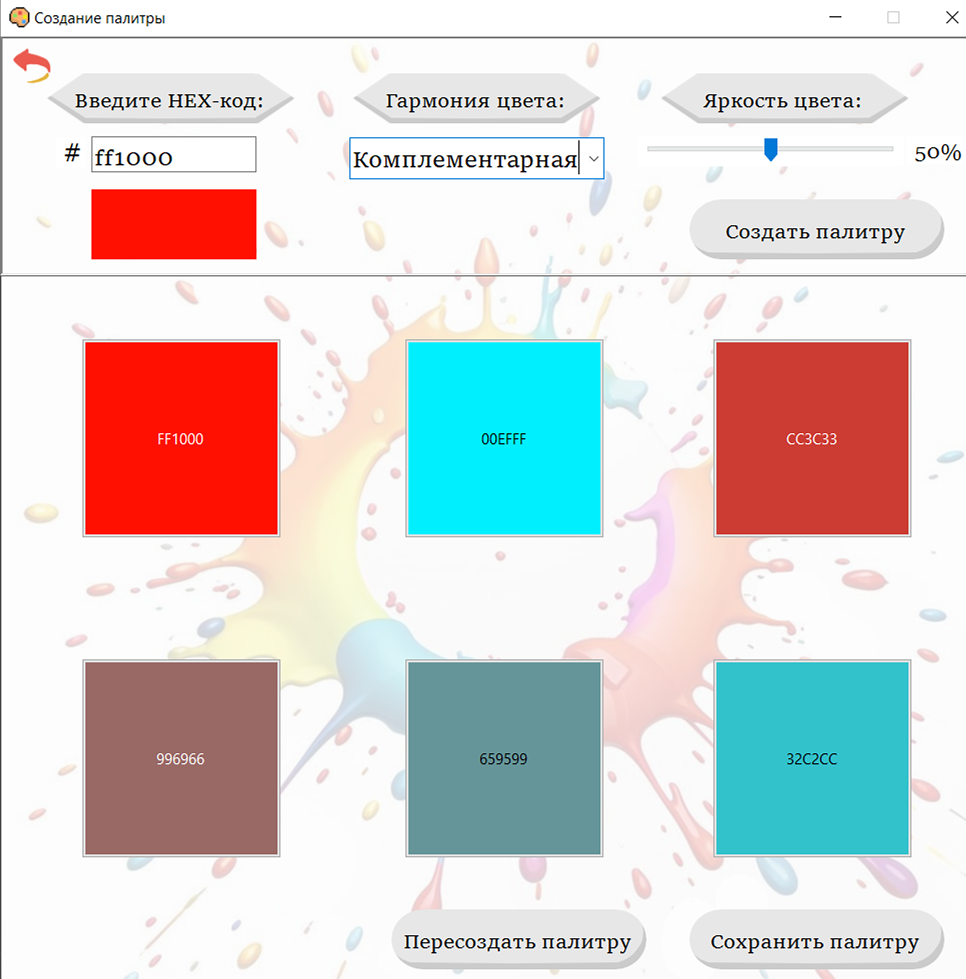 Создание палитры
Введите HEX-код:
Гармония цвета:
Яркость цвета:
# ff1000
Комплементарная
50%
Создать палитру
FF1000
00EFFF
CC3C33
996966
659599
32C2CC
Пересоздать палитру
Сохранить палитру